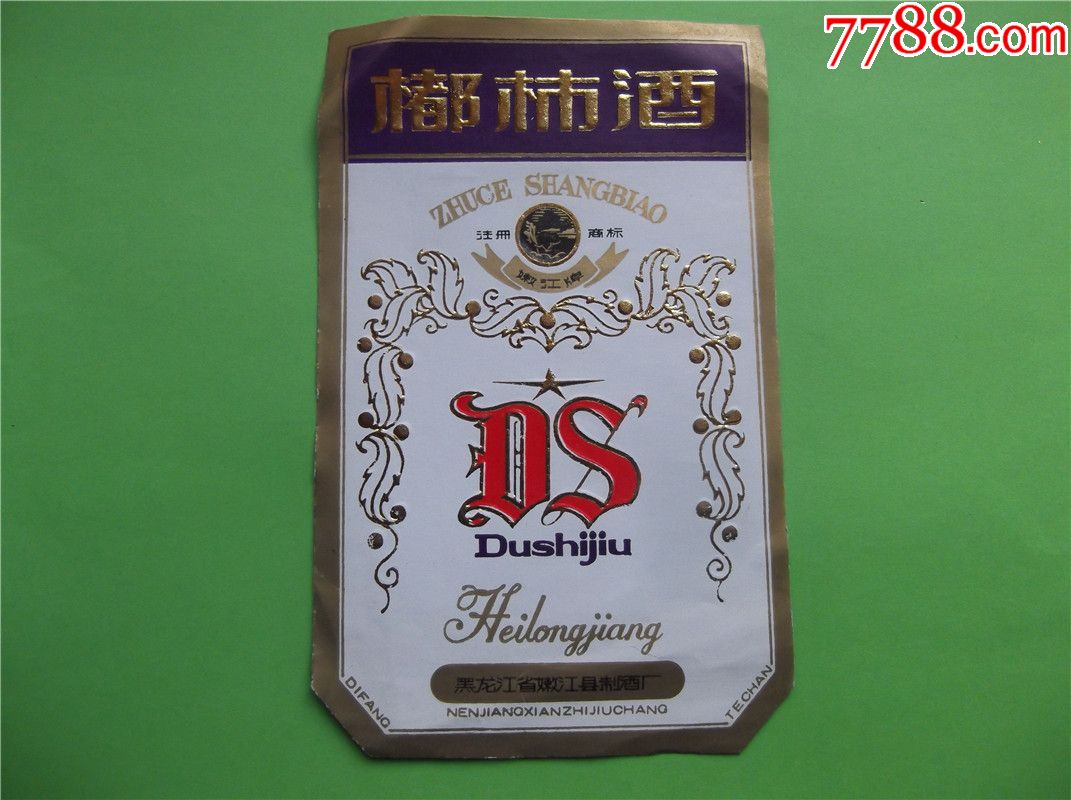 7788.com
嘟柿酒
ZHUCE SHANGBIAO
注册 商标
嫩江牌
DS
Dushijiu
Heilongjiang
黑龙江省嫩江县制酒厂
NENJIANGXIANZHIJIUCHANG
DIFANG
TECHAN